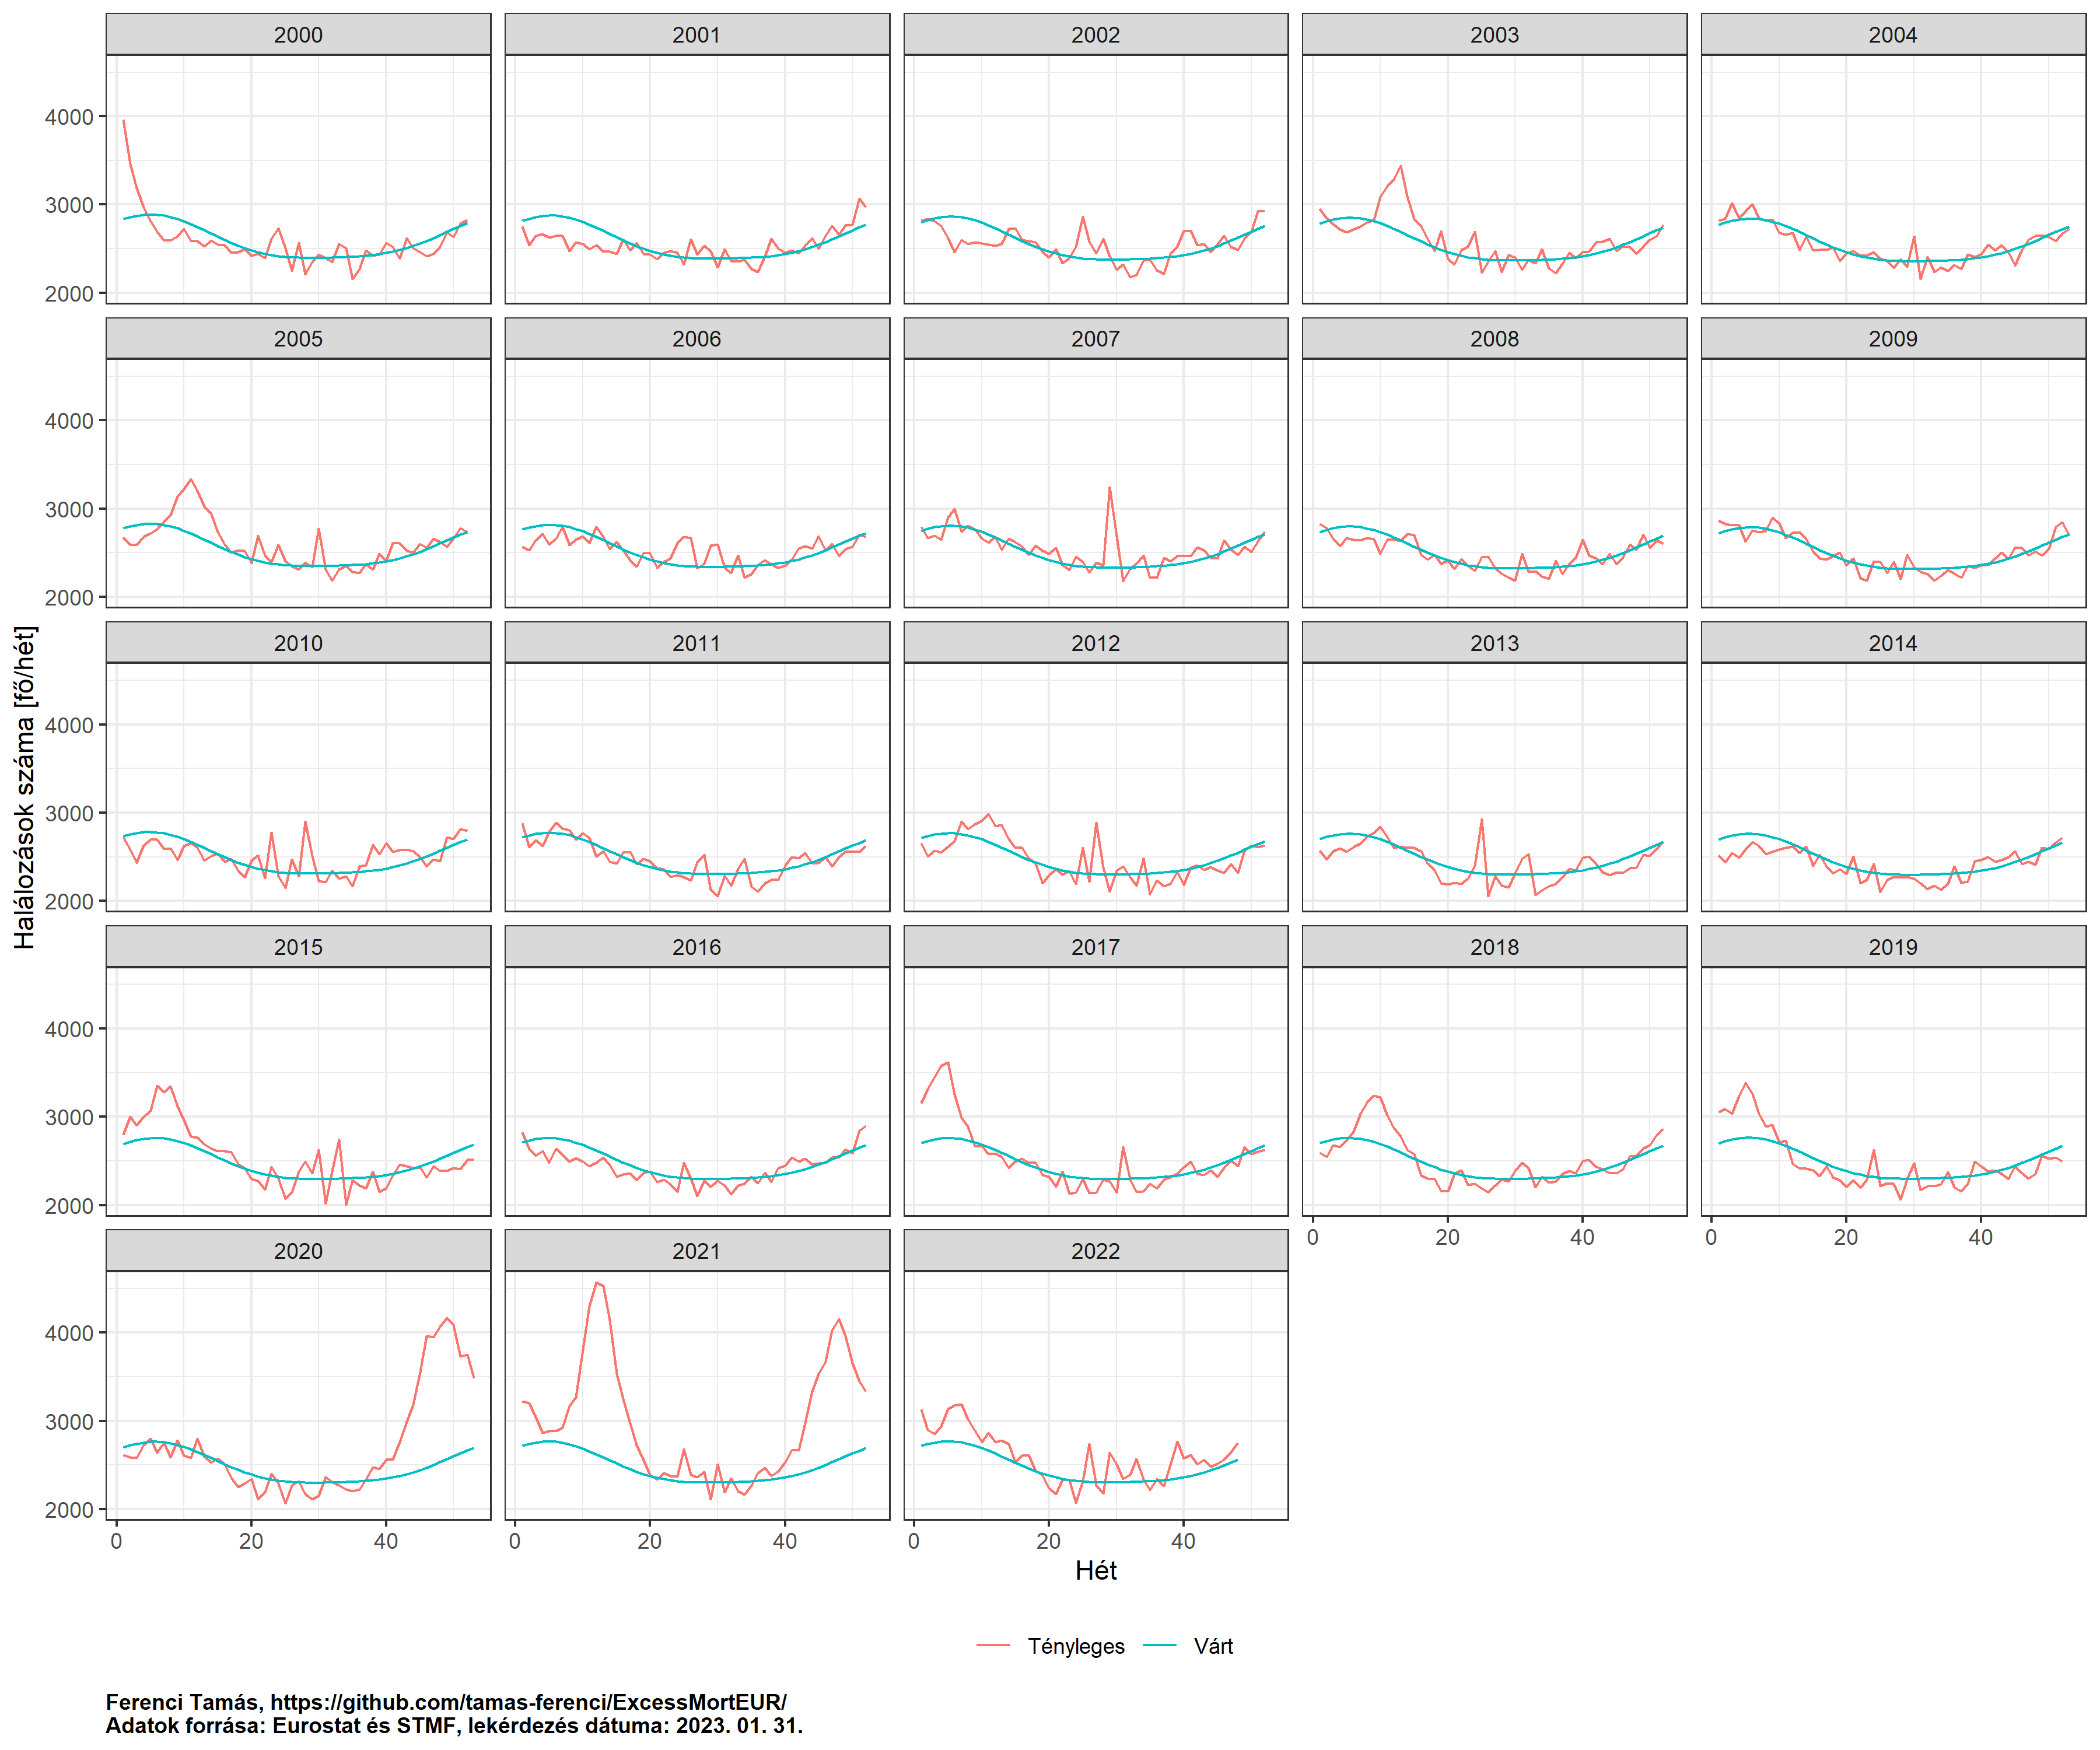 2000 2001 2002 2003 2004
4000
3000
2000
2005 2006 2007 2008 2009
4000
3000
2000
2010 2011 2012 2013 2014
4000
3000
2000
2015 2016 2017 2018 2019
4000
3000
2000
0 20 40 0 20 40
2020 2021 2022
4000
3000
2000
0 20 40 0 20 40 0 20 40
Halálozások száma [fő/hét]
Hét
Tényleges Várt
Ferenci Tamás, https://github.com/tamas-ferenci/ExcessMortEUR/
Adatok forrása: Eurostat és STMF, lekérdezés dátuma: 2023. 01. 31.